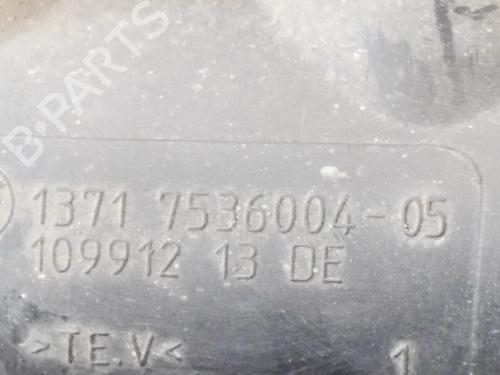 B-PARTS
1371 7536004-05
109912 13 DE
>TE.V<
1